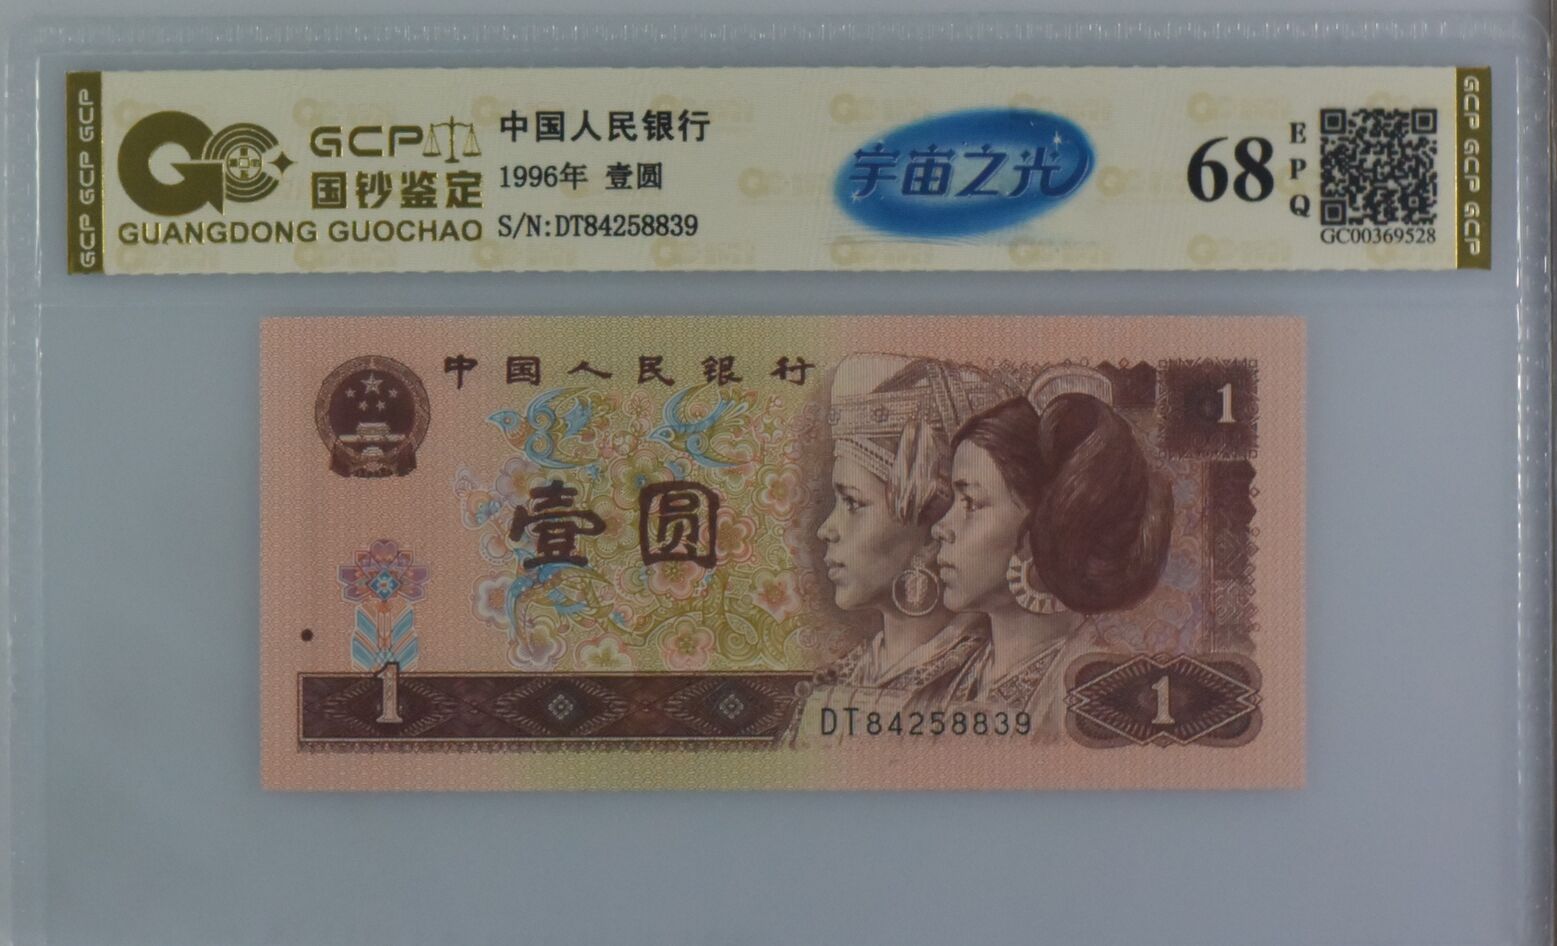 GCP GCP GCP
GCP
国钞鉴定
GUANGDONG GUOCHAO
中国人民银行
1996年 壹圆
S/N:DT84258839
宇宙之光
68
EPQ
GC00369528
GCP GCP GCP
中国人民银行
1
壹圆
1
DT84258839
1